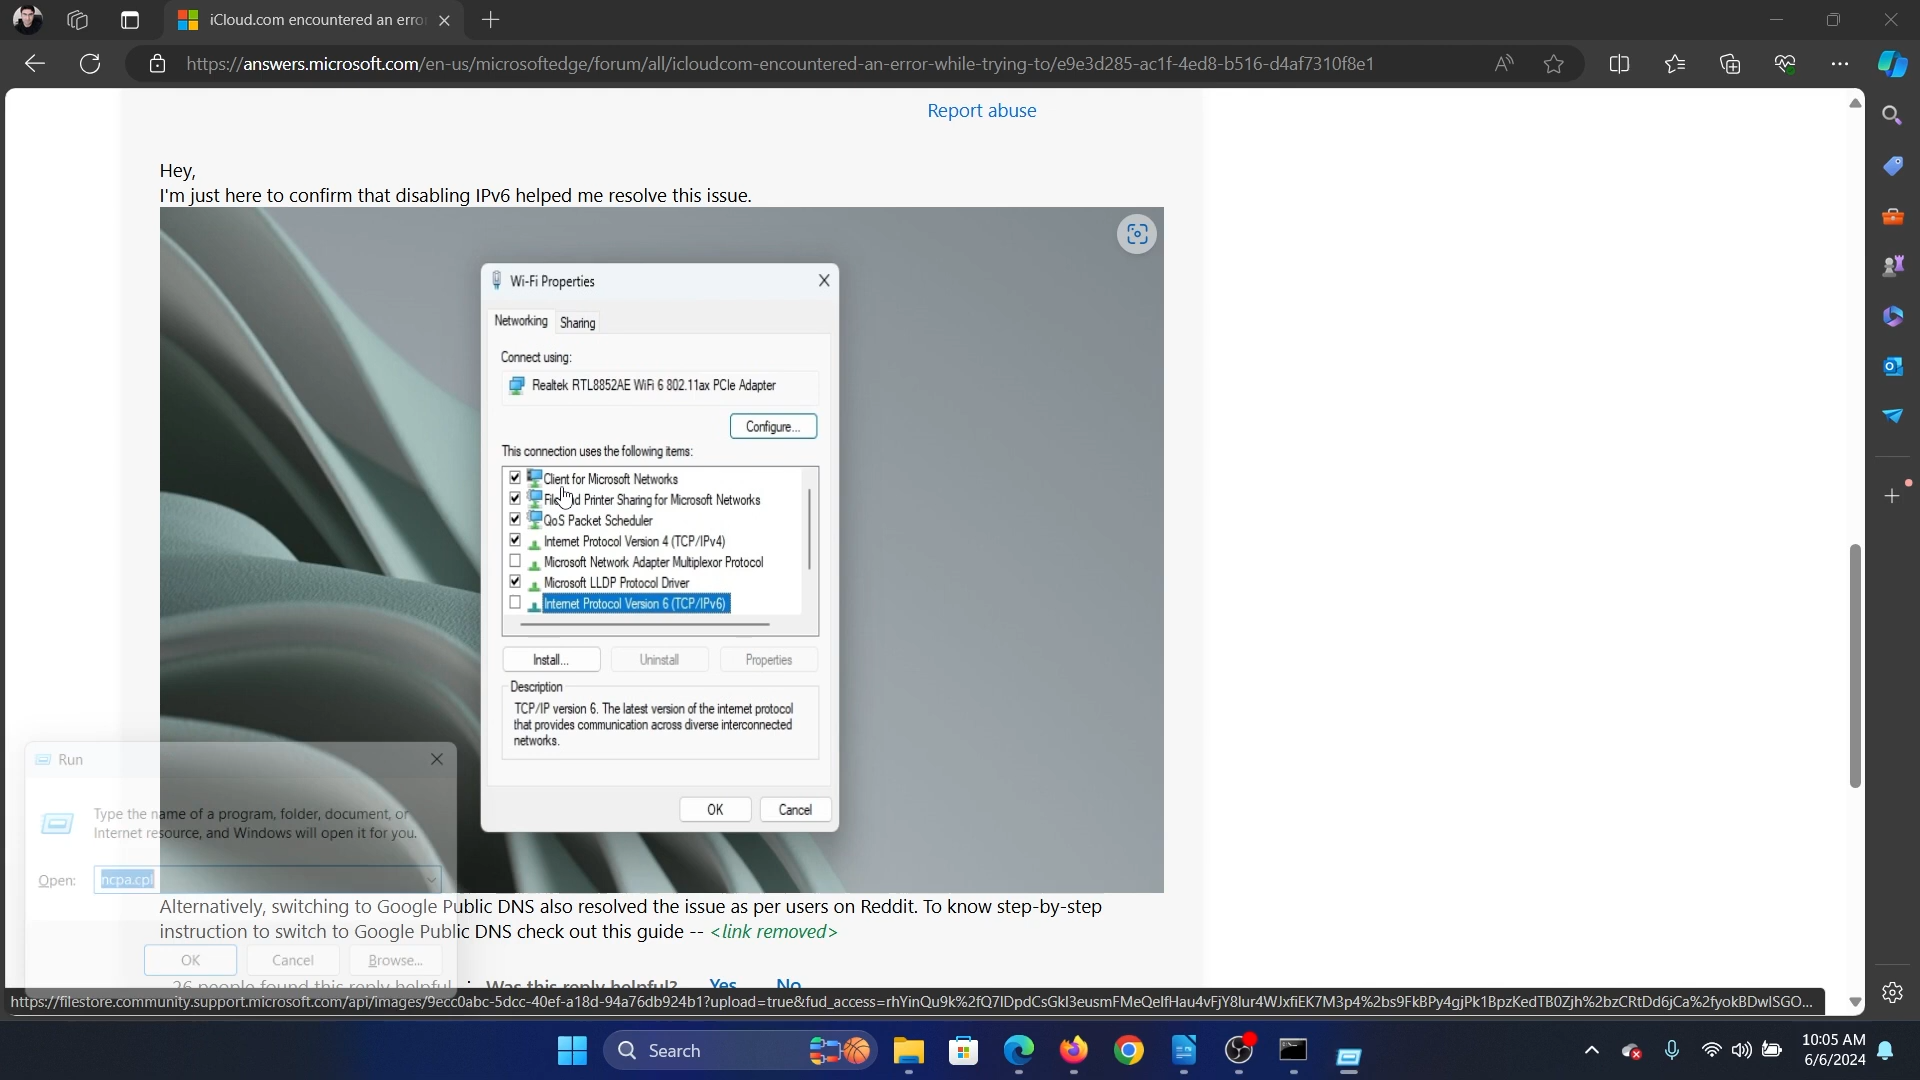 iCloud.com encountered an erro
https://answers.microsoft.com/en-us/microsoftedge/forum/all/icloudcom-encountered-an-error-while-trying-to/e9e3d285-ac1f-4ed8-b516-d4af7310f8e1
Report abuse
Hey,
I'm just here to confirm that disabling IPv6 helped me resolve this issue.
Wi-Fi Properties
Networking Sharing
Connect using:
Realtek RTL8852AE WiFi 6 802.11ax PCIe Adapter
Configure...
This connection uses the following items:
Client for Microsoft Networks
File and Printer Sharing for Microsoft Networks
QoS Packet Scheduler
Internet Protocol Version 4 (TCP/IPv4)
Microsoft Network Adapter Multiplexor Protocol
Microsoft LLDP Protocol Driver
Internet Protocol Version 6 (TCP/IPv6)
Install... Uninstall Properties
Description
TCP/IP version 6. The latest version of the internet protocol
that provides communication across diverse interconnected
networks.
OK Cancel
Run
Type the name of a program, folder, document, or
Internet resource, and Windows will open it for you.
Open: ncpa.cpl
OK Cancel Browse...
Alternatively, switching to Google Public DNS also resolved the issue as per users on Reddit. To know step-by-step
instruction to switch to Google Public DNS check out this guide -- <link removed>
26 people found this reply helpful · Was this reply helpful? Yes No
https://filestore.community.support.microsoft.com/api/images/9ecc0abc-5dcc-40ef-a18d-94a76db924b1?upload=true&fud_access=
Search
10:05 AM
6/6/2024